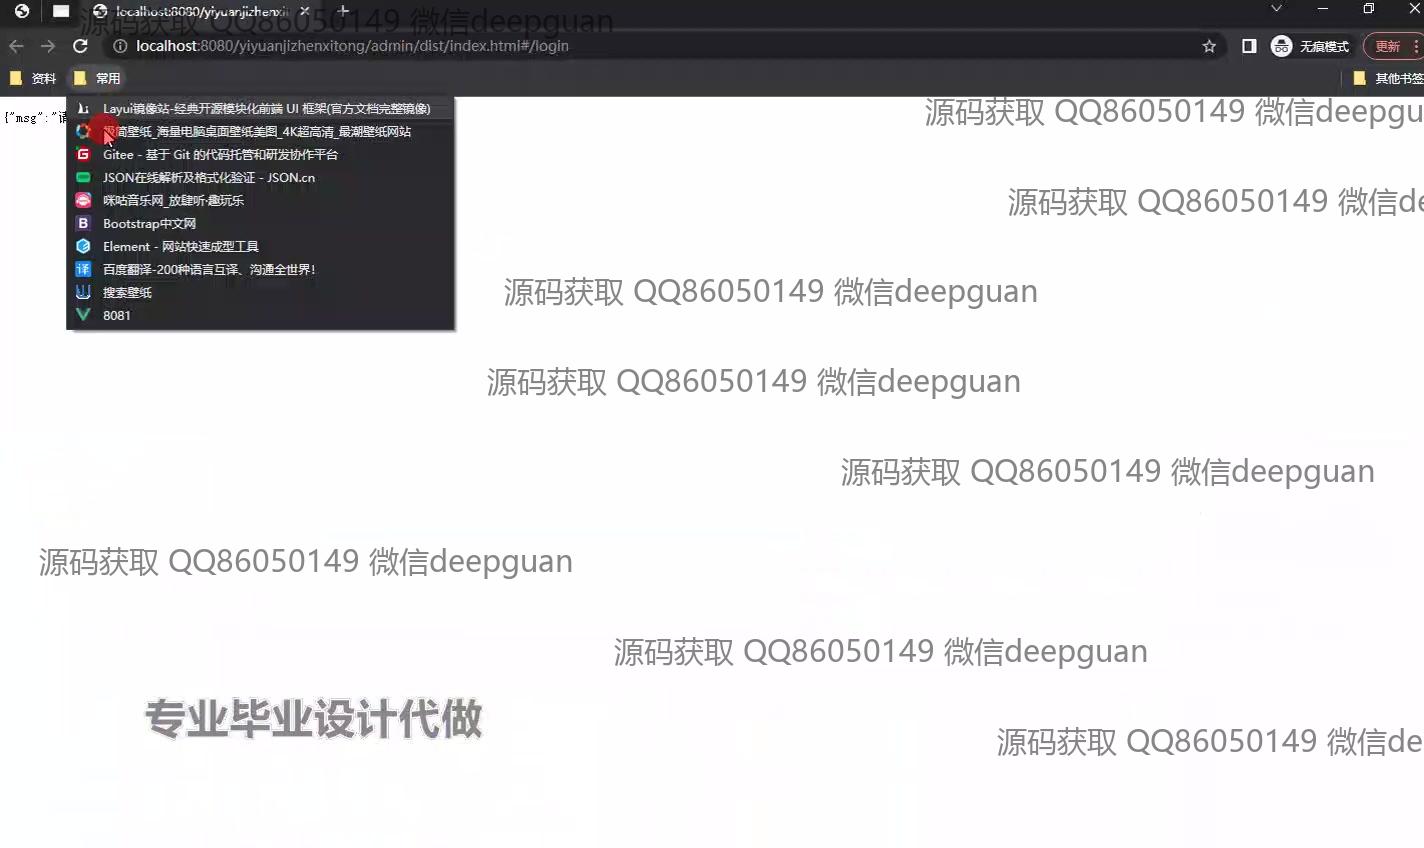 localhost:8080/yiyuanjizhenxit
源码获取 QQ86050149 微信deepguan
localhost:8080/yiyuanjizhenxitong/admin/dist/index.html#/login
无痕模式
更新
资料
常用
其他书签
{"msg":"请
Layui镜像站-经典开源模块化前端 UI 框架(官方文档完整镜像)
极简壁纸_海量电脑桌面壁纸美图_4K超高清_最潮壁纸网站
Gitee - 基于 Git 的代码托管和研发协作平台
JSON在线解析及格式化验证 - JSON.cn
咪咕音乐网_放肆听·趣玩乐
Bootstrap中文网
Element - 网站快速成型工具
百度翻译-200种语言互译、沟通全世界!
搜索壁纸
8081
源码获取 QQ86050149 微信deepgu
源码获取 QQ86050149 微信de
源码获取 QQ86050149 微信deepguan
源码获取 QQ86050149 微信deepguan
源码获取 QQ86050149 微信deepguan
源码获取 QQ86050149 微信deepguan
源码获取 QQ86050149 微信deepguan
专业毕业设计代做
源码获取 QQ86050149 微信de